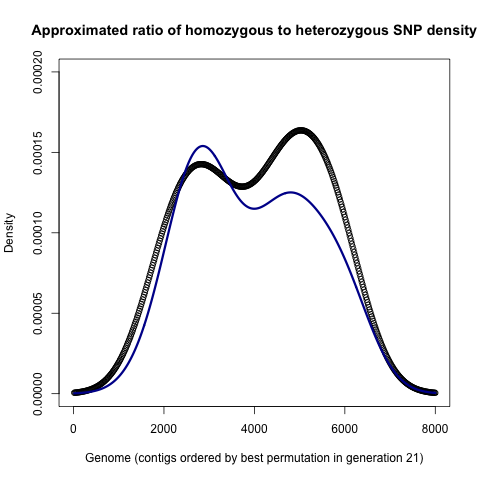 Approximated ratio of homozygous to heterozygous SNP density
Density
0.00020
0.00015
0.00010
0.00005
0.00000
0 2000 4000 6000 8000
Genome (contigs ordered by best permutation in generation 21)